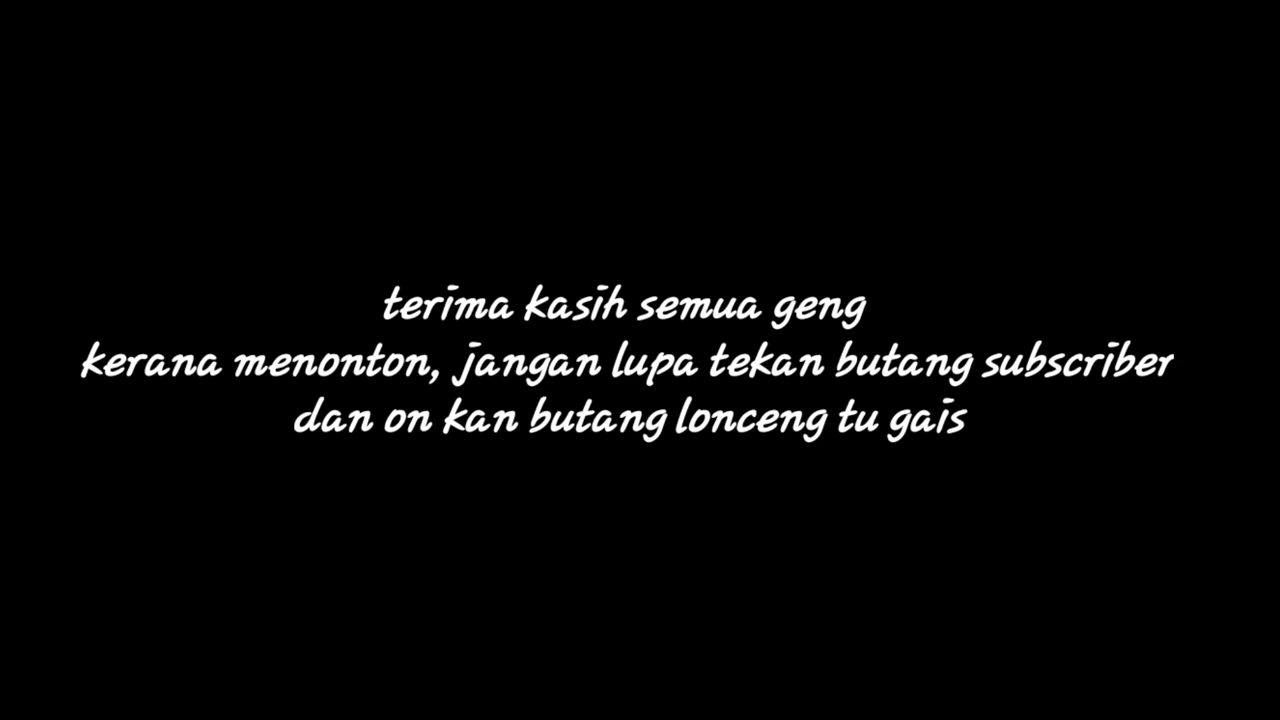 terima kasih semua geng
kerana menonton, jangan lupa tekan butang subscriber
dan on kan butang lonceng tu gais